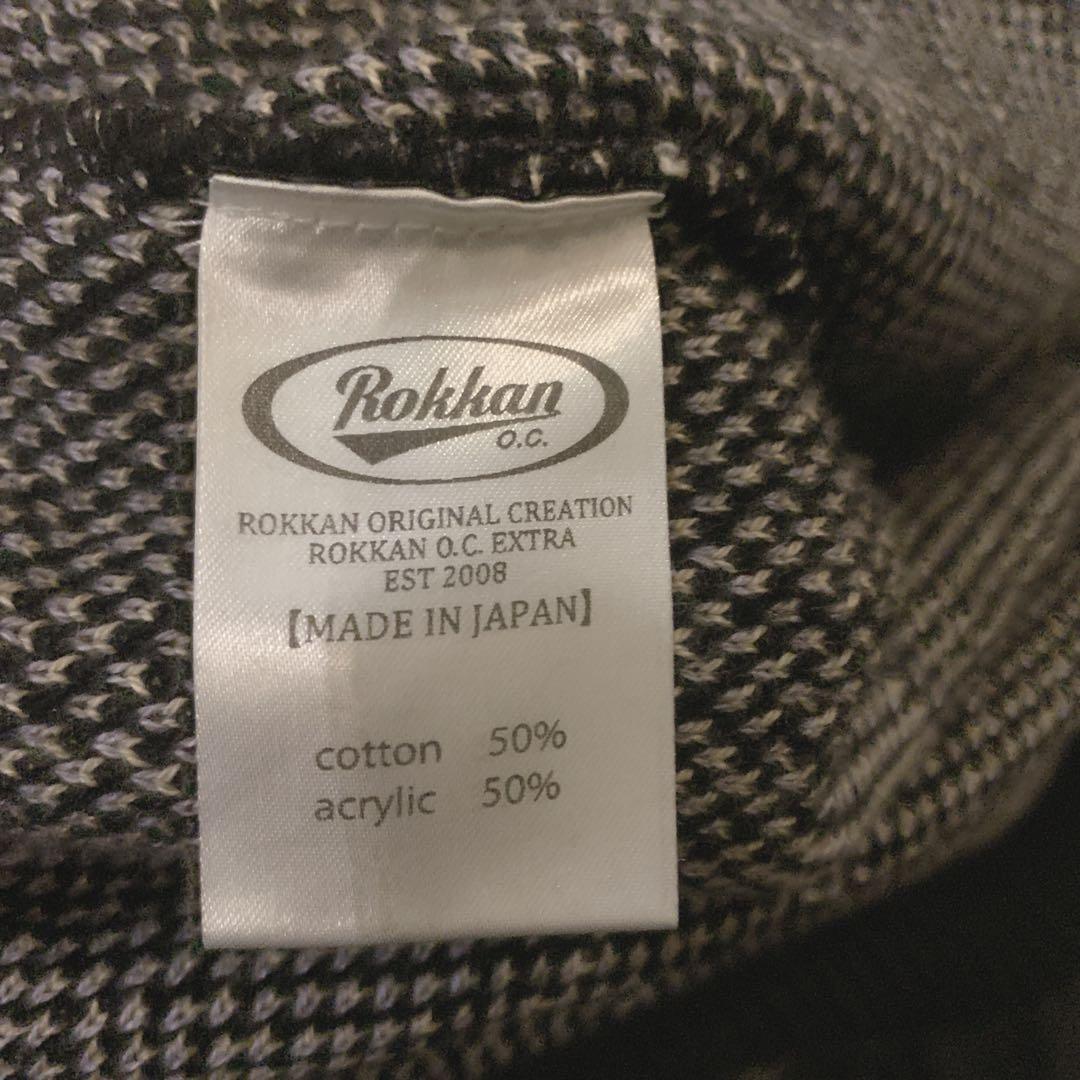 Rokkan
O.C.
ROKKAN ORIGINAL CREATION
ROKKAN O.C. EXTRA
EST 2008
【MADE IN JAPAN】
cotton 50%
acrylic 50%